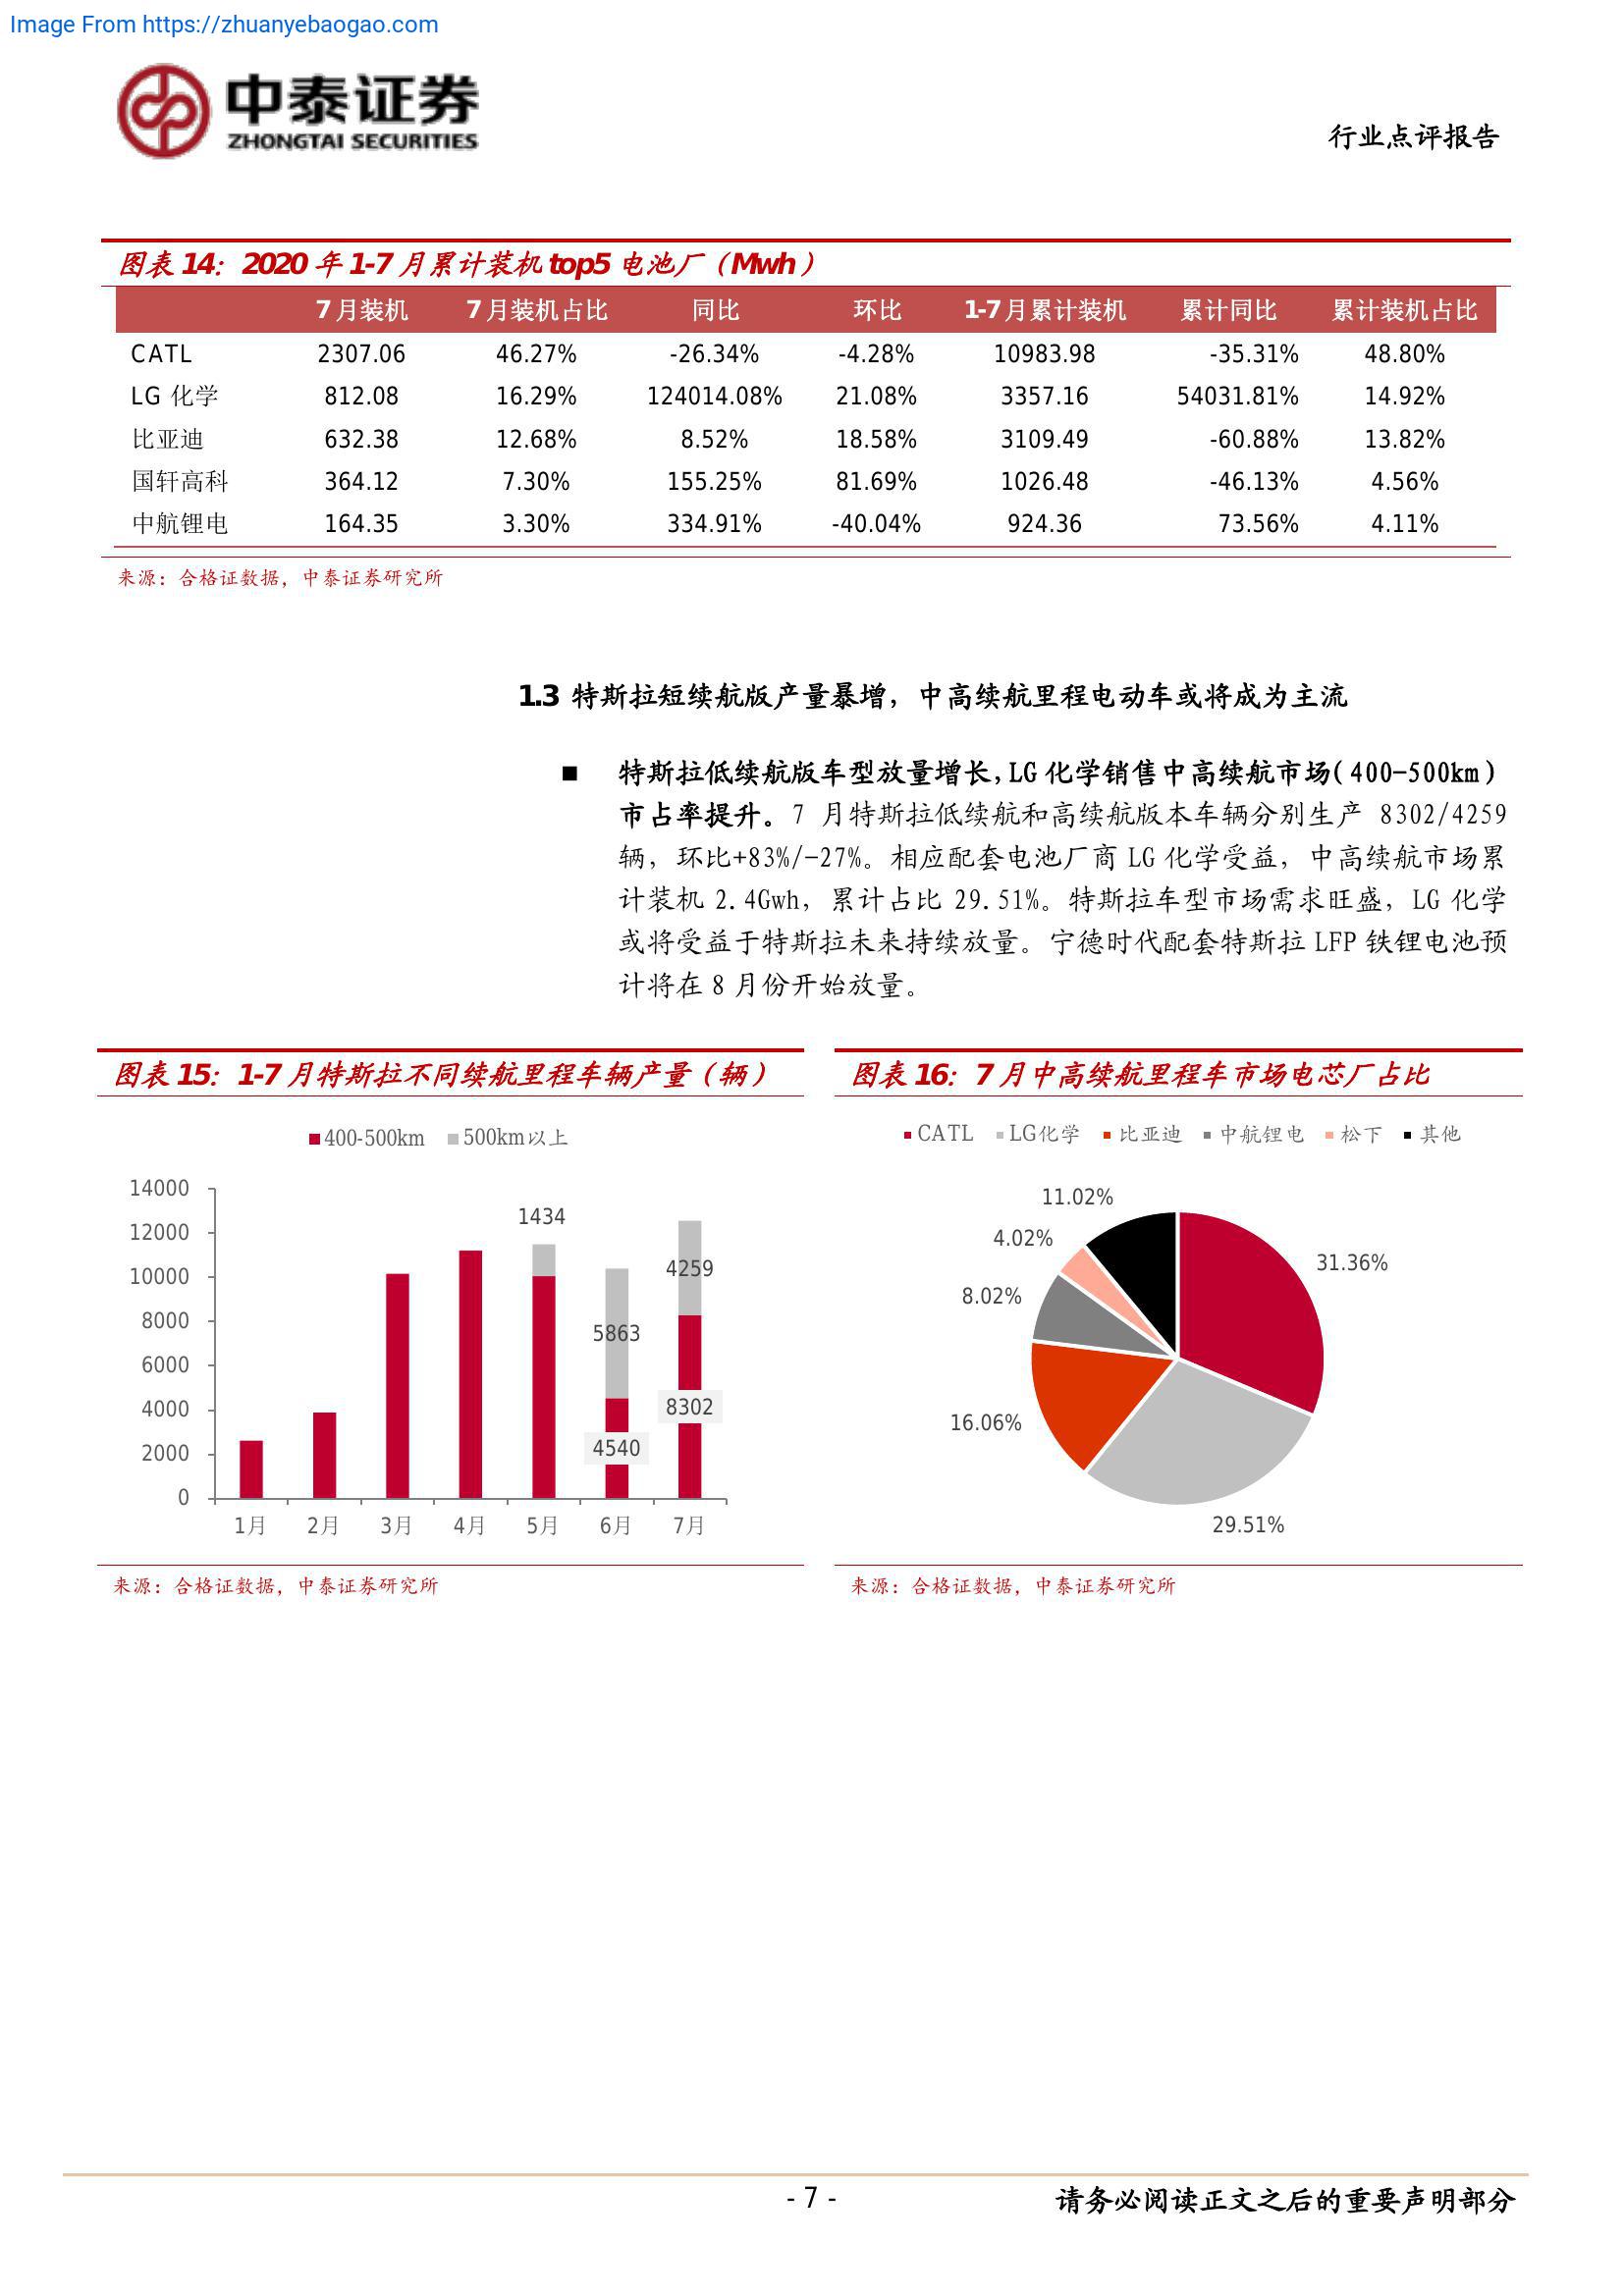 Image From https://zhuanyebaogao.com
中泰证券
ZHONGTAI SECURITIES
行业点评报告
图表 14：2020 年 1-7 月累计装机 top5 电池厂（Mwh）
7 月装机 7 月装机占比 同比 环比 1-7 月累计装机 累计同比 累计装机占比
CATL 2307.06 46.27% -26.34% -4.28% 10983.98 -35.31% 48.80%
LG 化学 812.08 16.29% 124014.08% 21.08% 3357.16 54031.81% 14.92%
比亚迪 632.38 12.68% 8.52% 18.58% 3109.49 -60.88% 13.82%
国轩高科 364.12 7.30% 155.25% 81.69% 1026.48 -46.13% 4.56%
中航锂电 164.35 3.30% 334.91% -40.04% 924.36 73.56% 4.11%
来源：合格证数据，中泰证券研究所
1.3 特斯拉短续航版产量暴增，中高续航里程电动车或将成为主流
■ 特斯拉低续航版车型放量增长，LG 化学销售中高续航市场（400-500km）
市占率提升。7 月特斯拉低续航和高续航版本车辆分别生产 8302/4259
辆，环比+83%/-27%。相应配套电池厂商 LG 化学受益，中高续航市场累
计装机 2.4Gwh，累计占比 29.51%。特斯拉车型市场需求旺盛，LG 化学
或将受益于特斯拉未来持续放量。宁德时代配套特斯拉 LFP 铁锂电池预
计将在 8 月份开始放量。
图表 15：1-7 月特斯拉不同续航里程车辆产量（辆）
400-500km 500km以上
14000
12000
10000
8000
6000
4000
2000
0
1434
5863
4540
4259
8302
1月 2月 3月 4月 5月 6月 7月
来源：合格证数据，中泰证券研究所
图表 16：7 月中高续航里程车市场电芯厂占比
CATL LG化学 比亚迪 中航锂电 松下 其他
11.02%
4.02%
8.02%
16.06%
31.36%
29.51%
来源：合格证数据，中泰证券研究所
- 7 -
请务必阅读正文之后的重要声明部分